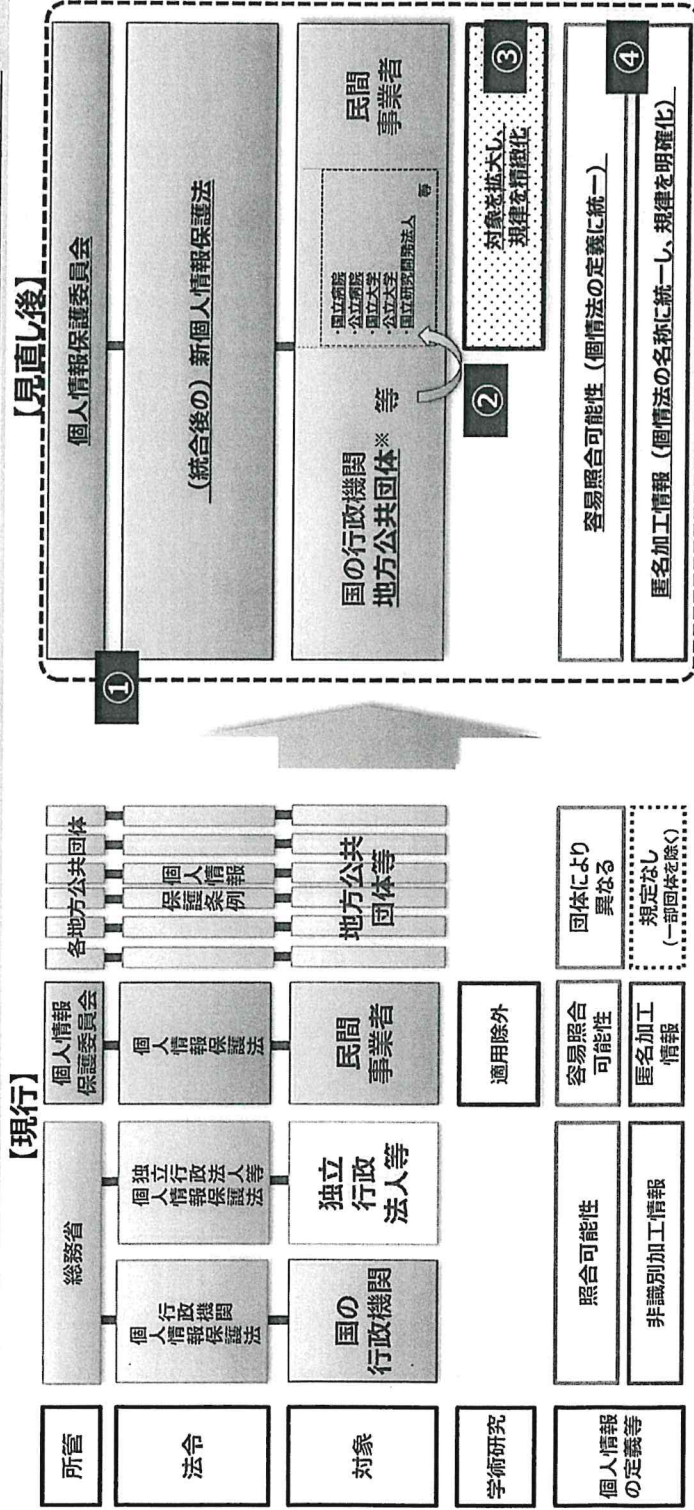 【現行】
所管
総務省
個人情報
保護委員会
各地方公共団体
法令
行政機関
個人情報保護法
独立行政法人等
個人情報保護法
個人情報保護法
個人情報
保護条例
対象
国の
行政機関
独立
行政
法人等
民間
事業者
地方公共
団体等
学術研究
適用除外
個人情報
の定義等
照合可能性
容易照合
可能性
団体により
異なる
非識別加工情報
匿名加工
情報
規定なし
(一部団体を除く)
【見直し後】
①
個人情報保護委員会
(統合後の)新個人情報保護法
国の行政機関
地方公共団体※ 等
・国立病院
・公立病院
・国立大学
・公立大学
・国立研究開発法人
等
民間
事業者
②
対象を拡大し、
規律を精緻化
③
容易照合可能性(個情法の定義に統一)
匿名加工情報(個情法の名称に統一し、規律を明確化)
④